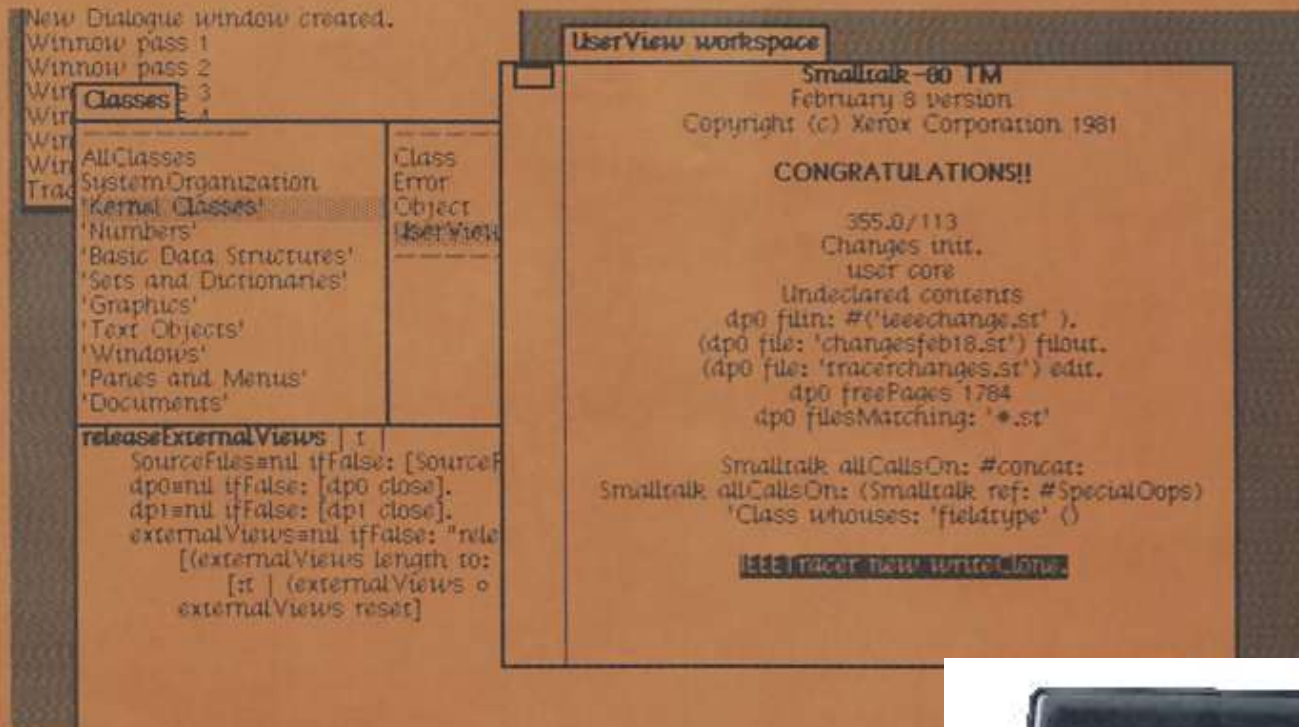 New Dialogue window created.
Winnow pass 1
Winnow pass 2
3
Classes
AllClasses
SystemOrganization
'Kernel Classes'
'Numbers'
'Basic Data Structures'
'Sets and Dictionaries'
'Graphics'
'Text Objects'
'Windows'
'Panes and Menus'
'Documents'
Class
Error
Object
UserView
releaseExternalViews | t |
SourceFiles≡nil ifFalse: [SourceF
dp0≡nil ifFalse: [dp0 close].
dp1≡nil ifFalse: [dp1 close].
externalViews≡nil ifFalse: "rele
[(externalViews length to:
[:t | (externalViews ∘
externalViews reset]
UserView workspace
Smalltalk-80 TM
February 8 version
Copyright (c) Xerox Corporation 1981
CONGRATULATIONS!!
355.0/113
Changes init.
user core
Undeclared contents
dp0 filin: #('ieeechange.st' ).
(dp0 file: 'changesfeb18.st') filout.
(dp0 file: 'tracerchanges.st') edit.
dp0 freePages 1784
dp0 filesMatching: '*.st'
Smalltalk allCallsOn: #concat:
Smalltalk allCallsOn: (Smalltalk ref: #SpecialOops)
'Class whouses: 'fieldtype' ()
IEEETracer new writeClone.